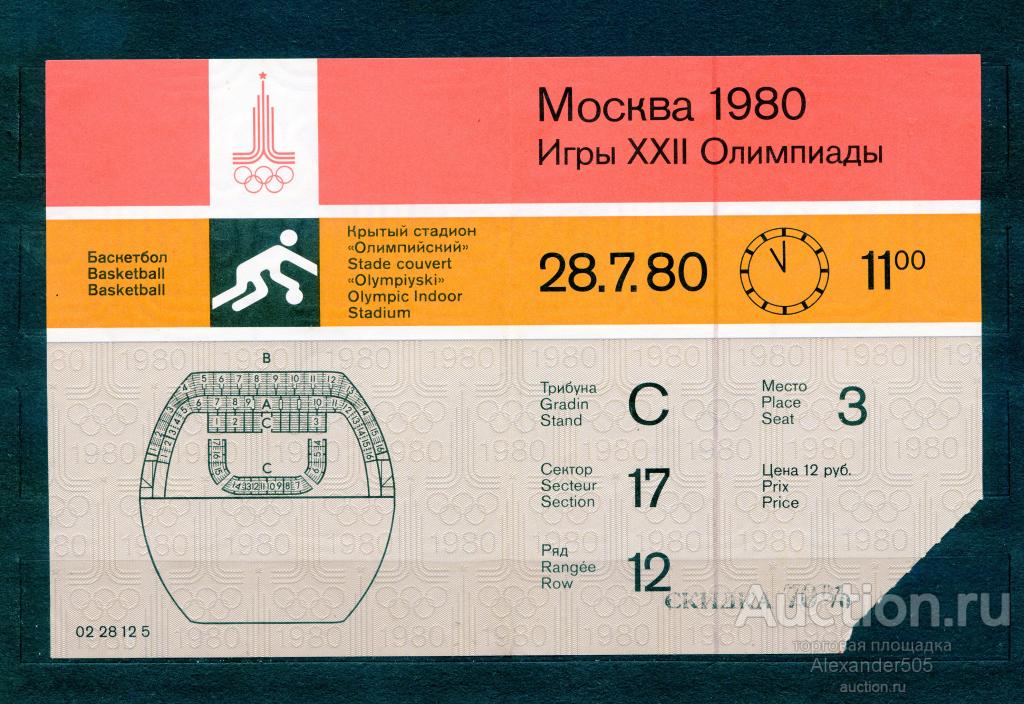 Москва 1980
Игры XXII Олимпиады
Баскетбол
Basketball
Basketball
Крытый стадион
«Олимпийский»
Stade couvert
«Olympiyski»
Olympic Indoor
Stadium
28.7.80
11⁰⁰
B
A
C
C
Трибуна
Gradin
Stand
C
Место
Place
Seat
3
Сектор
Secteur
Section
17
Цена 12 руб.
Prix
Price
Ряд
Rangée
Row
12
СКИДКА 70%
02 28 12 5
Auction.ru
торговая площадка
Alexander505
auction.ru